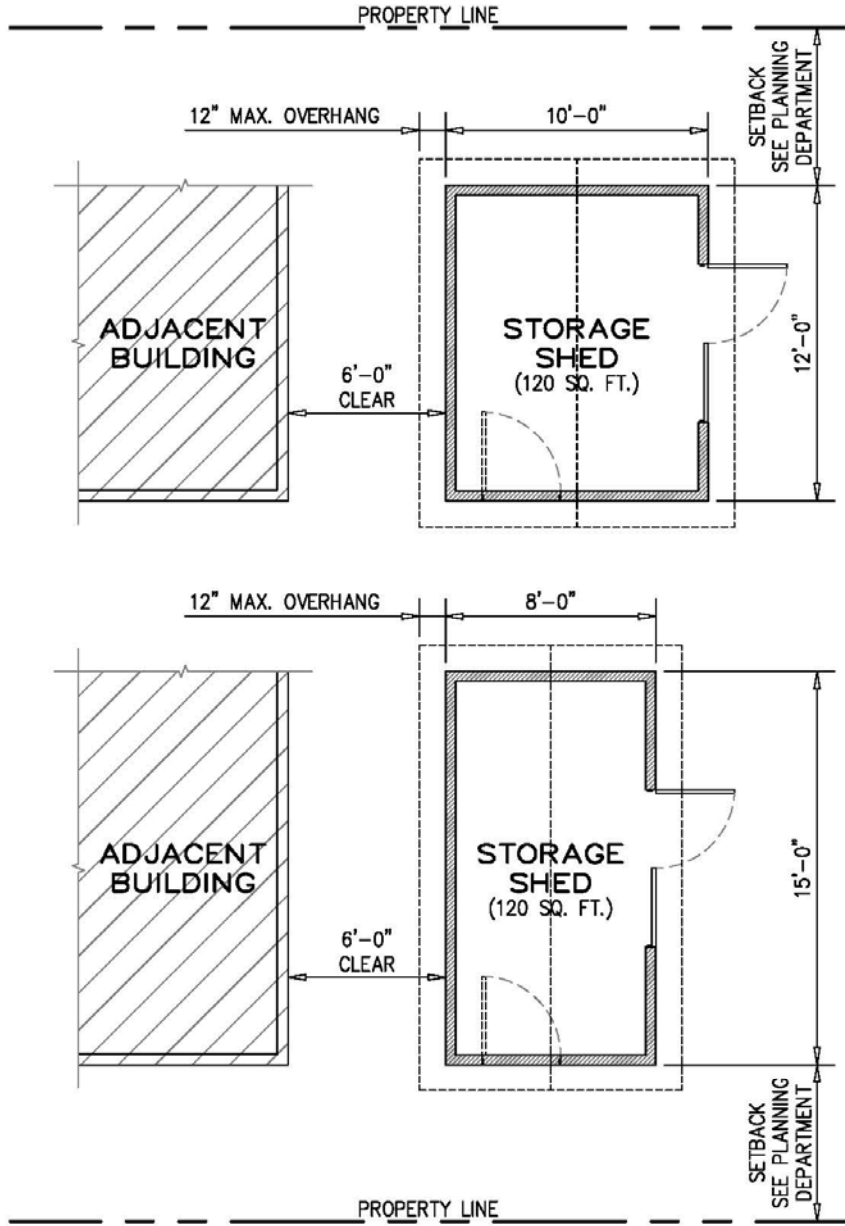 PROPERTY LINE
SETBACK
SEE PLANNING
DEPARTMENT
12" MAX. OVERHANG
10'-0"
ADJACENT
BUILDING
6'-0"
CLEAR
STORAGE
SHED
(120 SQ. FT.)
12'-0"
12" MAX. OVERHANG
8'-0"
ADJACENT
BUILDING
6'-0"
CLEAR
STORAGE
SHED
(120 SQ. FT.)
15'-0"
SETBACK
SEE PLANNING
DEPARTMENT
PROPERTY LINE